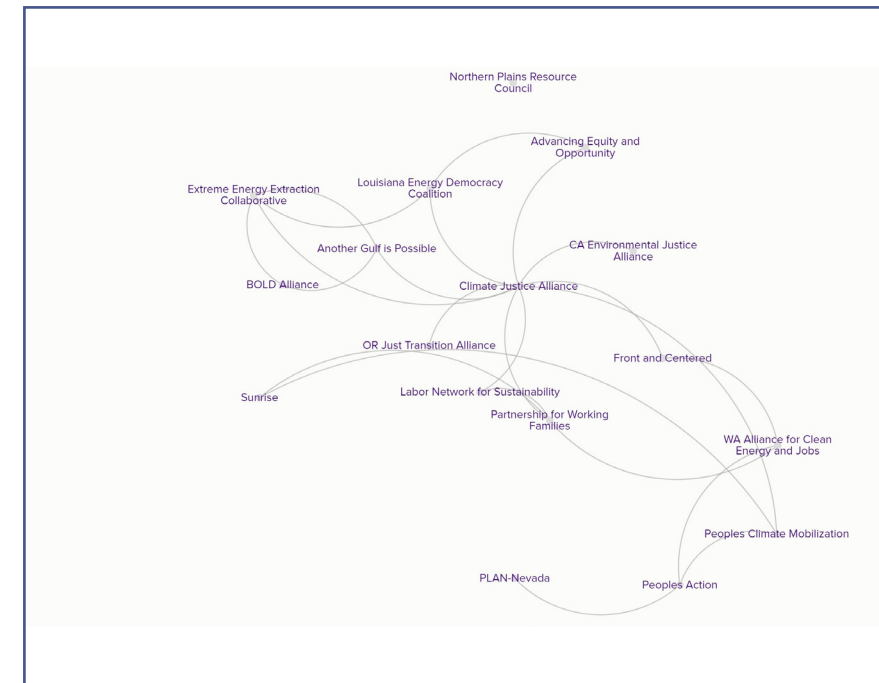 Northern Plains Resource
Council
Advancing Equity and
Opportunity
Louisiana Energy Democracy
Coalition
Extreme Energy Extraction
Collaborative
Another Gulf is Possible
CA Environmental Justice
Alliance
BOLD Alliance
Climate Justice Alliance
OR Just Transition Alliance
Front and Centered
Sunrise
Labor Network for Sustainability
Partnership for Working
Families
WA Alliance for Clean
Energy and Jobs
Peoples Climate Mobilization
PLAN-Nevada
Peoples Action